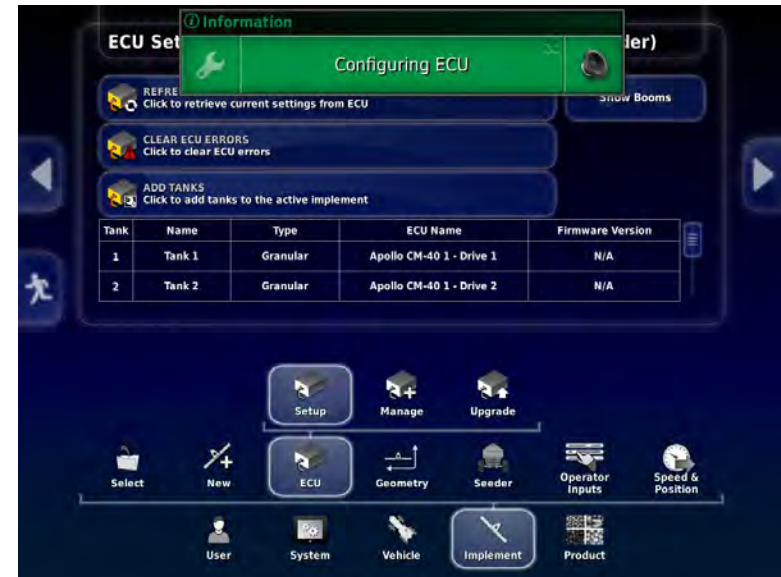 Information
ECU Set
der)
Configuring ECU
REFRE
Click to retrieve current settings from ECU
Show Booms
CLEAR ECU ERRORS
Click to clear ECU errors
ADD TANKS
Click to add tanks to the active implement
Tank Name Type ECU Name Firmware Version
1 Tank 1 Granular Apollo CM-40 1 - Drive 1 N/A
2 Tank 2 Granular Apollo CM-40 1 - Drive 2 N/A
Setup Manage Upgrade
Select New ECU Geometry Seeder Operator Inputs Speed & Position
User System Vehicle Implement Product